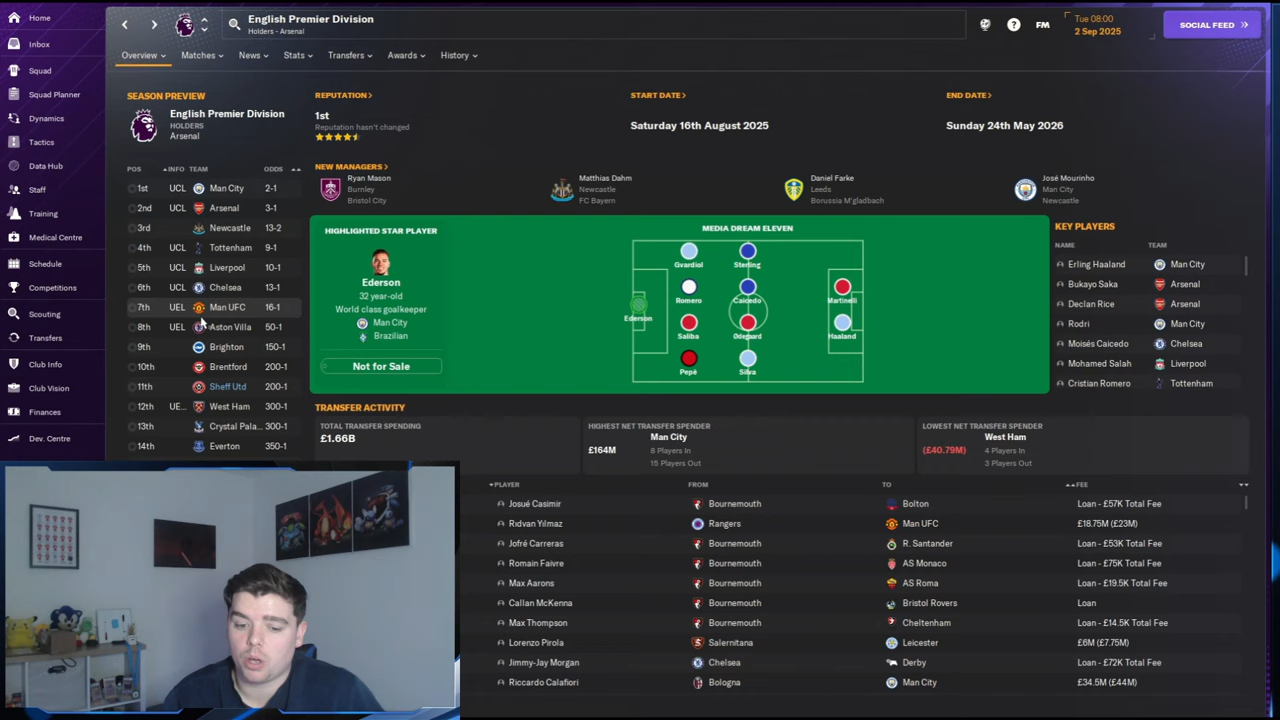 Home
Inbox
Squad
Squad Planner
Dynamics
Tactics
Data Hub
Staff
Training
Medical Centre
Schedule
Competitions
Scouting
Transfers
Club Info
Club Vision
Finances
Dev. Centre
English Premier Division
Holders - Arsenal
FM
Tue 08:00
2 Sep 2025
SOCIAL FEED
Overview
Matches
News
Stats
Transfers
Awards
History
SEASON PREVIEW
English Premier Division
HOLDERS
Arsenal
POS INFO TEAM ODDS
1st UCL Man City 2-1
2nd UCL Arsenal 3-1
3rd Newcastle 13-2
4th UCL Tottenham 9-1
5th UCL Liverpool 10-1
6th UCL Chelsea 13-1
7th UEL Man UFC 16-1
8th UEL Aston Villa 50-1
9th Brighton 150-1
10th Brentford 200-1
11th Sheff Utd 200-1
12th UE... West Ham 300-1
13th Crystal Pala... 300-1
14th Everton 350-1
REPUTATION
1st
Reputation hasn't changed
START DATE
Saturday 16th August 2025
END DATE
Sunday 24th May 2026
NEW MANAGERS
Ryan Mason
Burnley
Bristol City
Matthias Dahm
Newcastle
FC Bayern
Daniel Farke
Leeds
Borussia M'gladbach
José Mourinho
Man City
Newcastle
HIGHLIGHTED STAR PLAYER
Ederson
32 year-old
World class goalkeeper
Man City
Brazilian
Not for Sale
MEDIA DREAM ELEVEN
Gvardiol
Sterling
Romero
Caicedo
Martinelli
Ederson
Saliba
Ødegaard
Haaland
Pepê
Silva
KEY PLAYERS
NAME TEAM
Erling Haaland Man City
Bukayo Saka Arsenal
Declan Rice Arsenal
Rodri Man City
Moisés Caicedo Chelsea
Mohamed Salah Liverpool
Cristian Romero Tottenham
TRANSFER ACTIVITY
TOTAL TRANSFER SPENDING
£1.66B
HIGHEST NET TRANSFER SPENDER
£164M
Man City
8 Players In
15 Players Out
LOWEST NET TRANSFER SPENDER
(£40.79M)
West Ham
4 Players In
3 Players Out
PLAYER FROM TO FEE
Josué Casimir Bournemouth Bolton Loan - £57K Total Fee
Rıdvan Yılmaz Rangers Man UFC £18.75M (£23M)
Jofré Carreras Bournemouth R. Santander Loan - £53K Total Fee
Romain Faivre Bournemouth AS Monaco Loan - £75K Total Fee
Max Aarons Bournemouth AS Roma Loan - £19.5K Total Fee
Callan McKenna Bournemouth Bristol Rovers Loan
Max Thompson Bournemouth Cheltenham Loan - £14.5K Total Fee
Lorenzo Pirola Salernitana Leicester £6M (£7.75M)
Jimmy-Jay Morgan Chelsea Derby Loan - £72K Total Fee
Riccardo Calafiori Bologna Man City £34.5M (£44M)